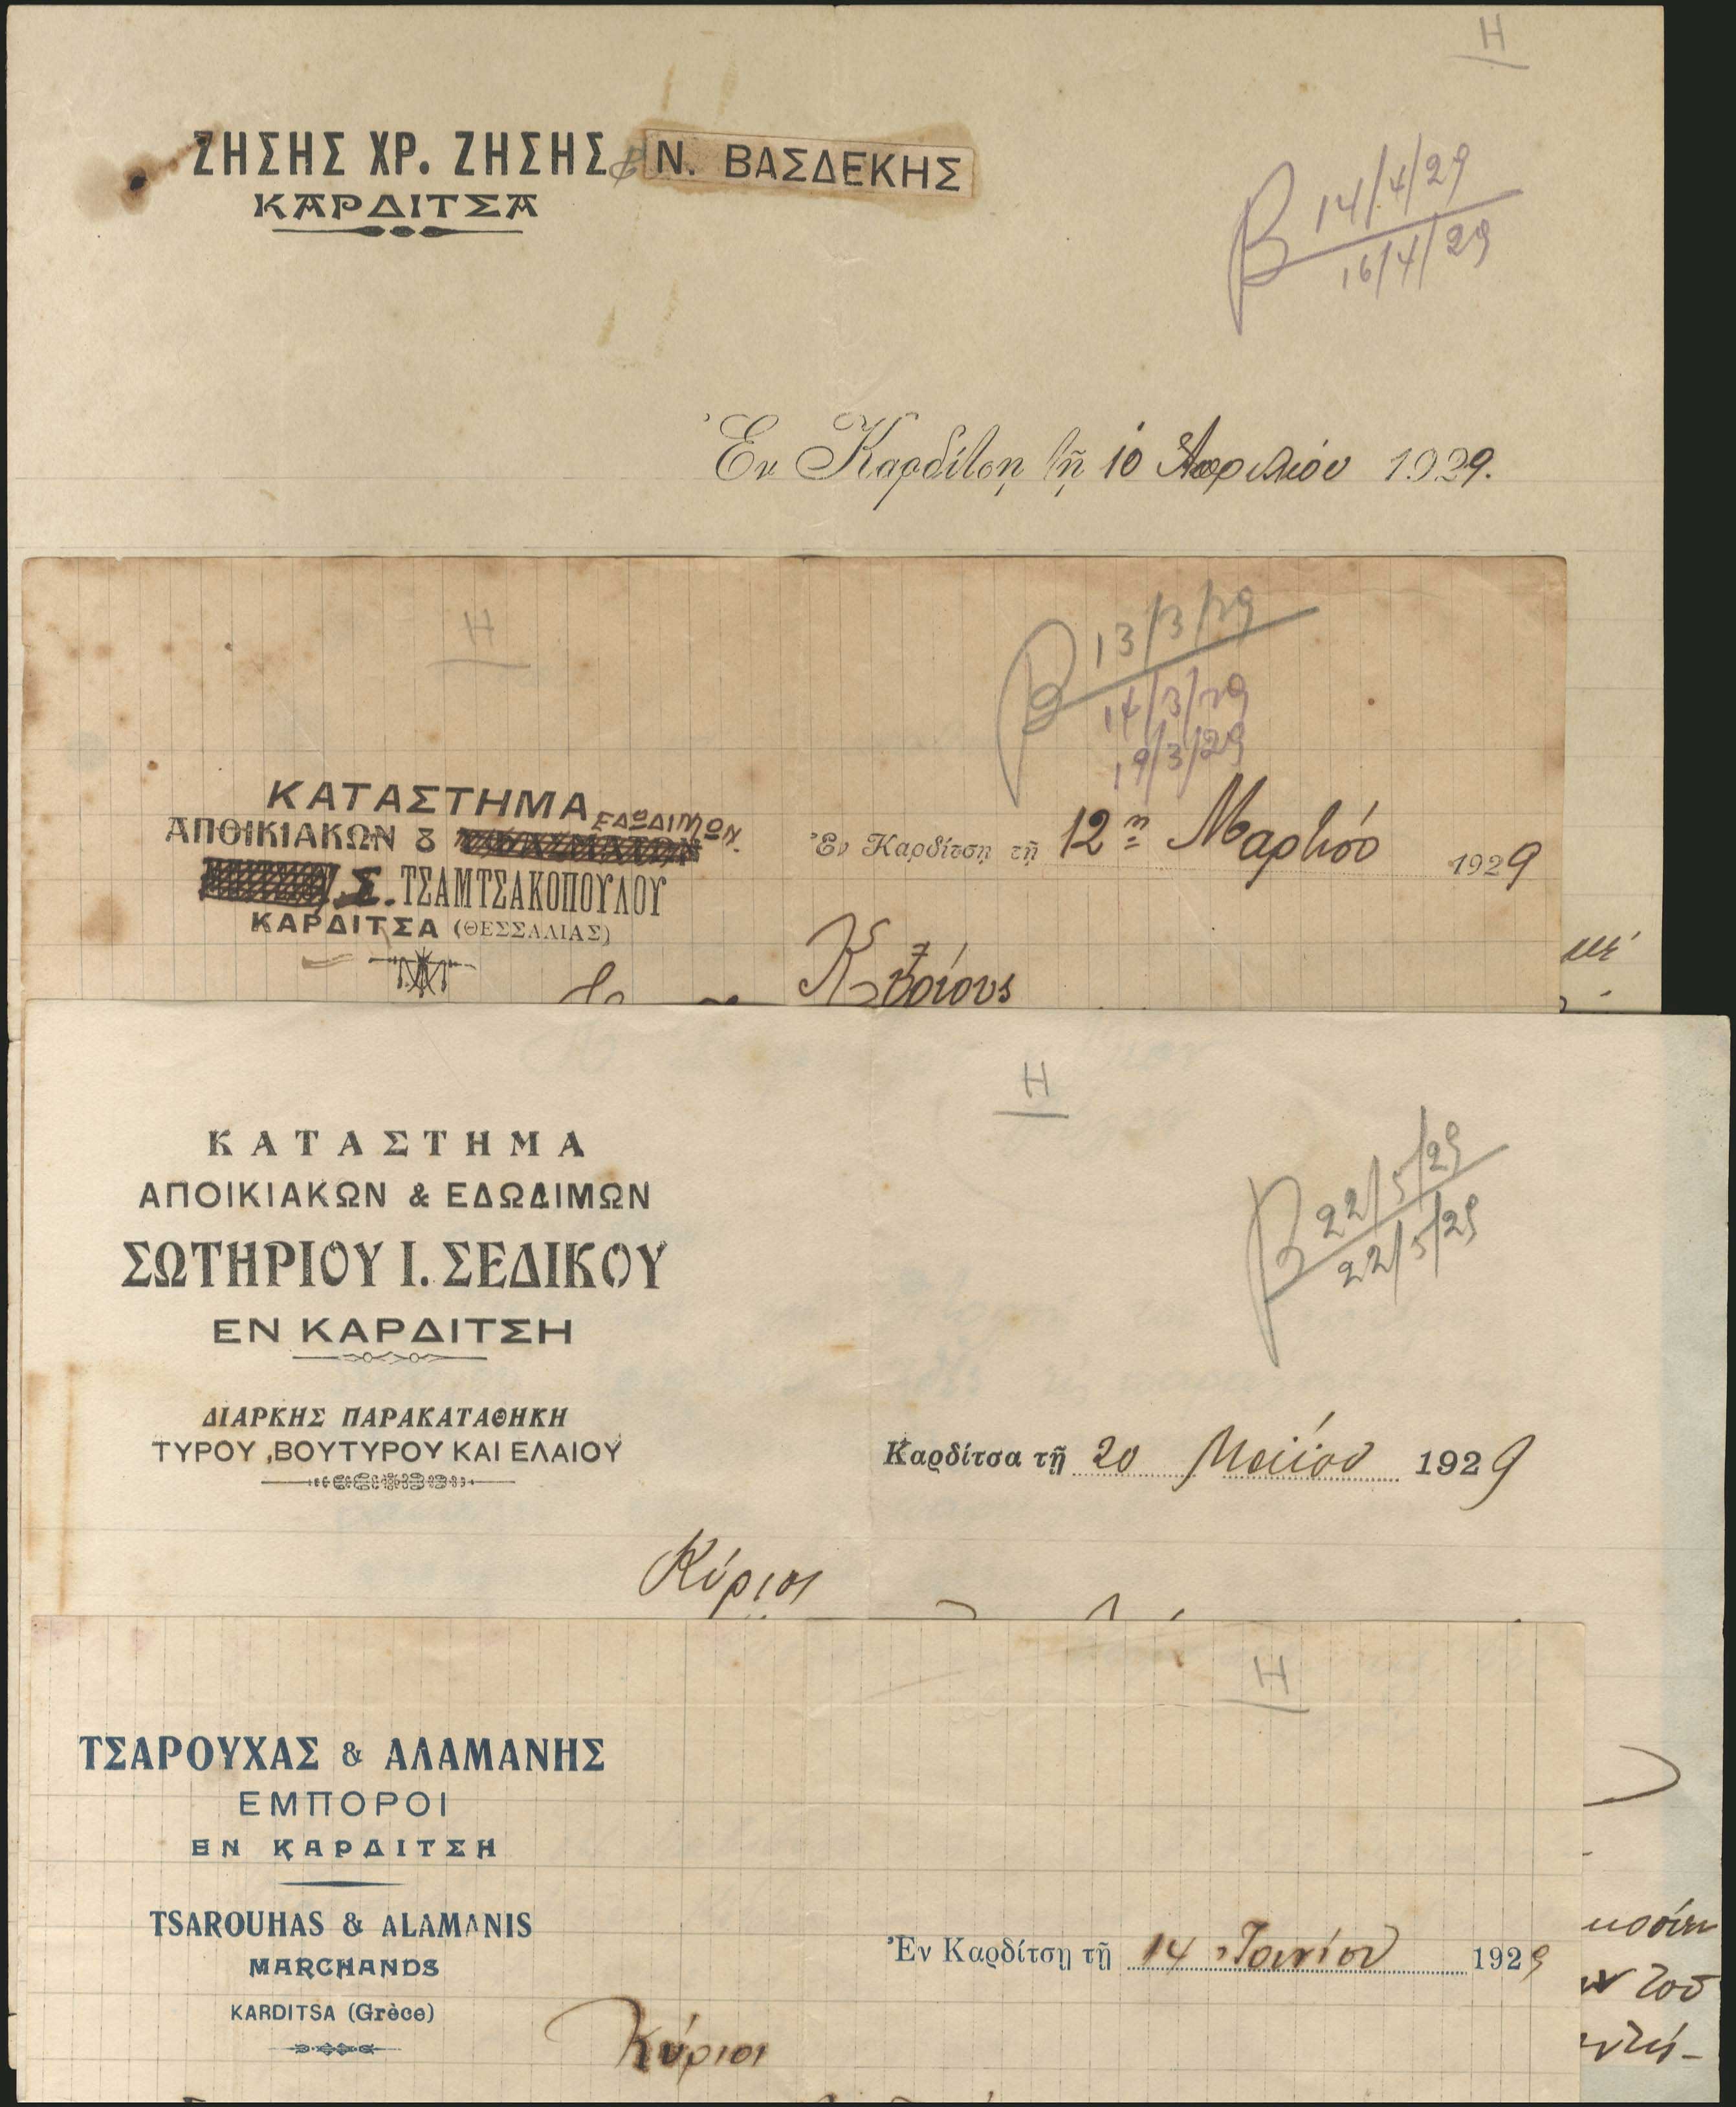 Η
ΖΗΣΗΣ ΧΡ. ΖΗΣΗΣ & Ν. ΒΑΣΔΕΚΗΣ
ΚΑΡΔΙΤΣΑ
β 14/4/29
16/4/29
Ἐν Καρδίτσῃ τῇ 10 Απριλίου 1929.
Η
β 13/3/29
14/3/29
19/3/29
ΚΑΤΑΣΤΗΜΑ
ΑΠΟΙΚΙΑΚΩΝ & ΕΔΩΔΙΜΩΝ.
Σ. ΤΣΑΜΤΣΑΚΟΠΟΥΛΟΥ
ΚΑΡΔΙΤΣΑ (ΘΕΣΣΑΛΙΑΣ)
Ἐν Καρδίτσῃ τῇ 12η Μαρτίου 1929
Κυρίους
Η
ΚΑΤΑΣΤΗΜΑ
ΑΠΟΙΚΙΑΚΩΝ & ΕΔΩΔΙΜΩΝ
ΣΩΤΗΡΙΟΥ Ι. ΣΕΔΙΚΟΥ
ΕΝ ΚΑΡΔΙΤΣΗ
ΔΙΑΡΚΗΣ ΠΑΡΑΚΑΤΑΘΗΚΗ
ΤΥΡΟΥ, ΒΟΥΤΥΡΟΥ ΚΑΙ ΕΛΑΙΟΥ
β 22/5/29
22/5/29
Καρδίτσα τῇ 20 Μαΐου 1929
Κύριοι
Η
ΤΣΑΡΟΥΧΑΣ & ΑΛΑΜΑΝΗΣ
ΕΜΠΟΡΟΙ
ΕΝ ΚΑΡΔΙΤΣΗ
TSAROUHAS & ALAMANIS
MARCHANDS
KARDITSA (Grèce)
Ἐν Καρδίτσῃ τῇ 14 Ἰουνίου 1929
Κύριοι